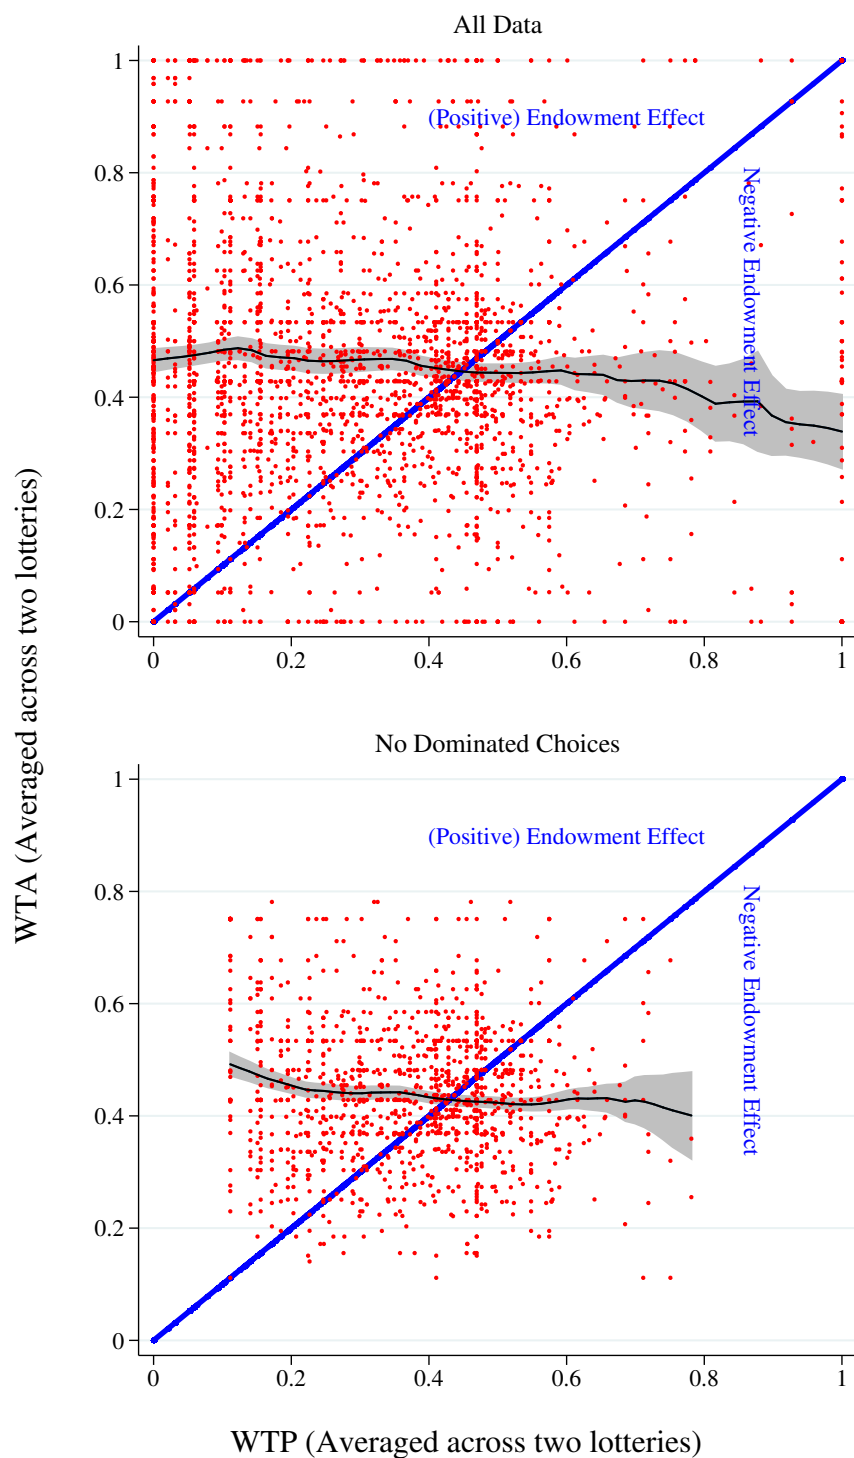 All Data
1
0.8
0.6
0.4
0.2
0
(Positive) Endowment Effect
Negative Endowment Effect
0 0.2 0.4 0.6 0.8 1
WTA (Averaged across two lotteries)
No Dominated Choices
1
0.8
0.6
0.4
0.2
0
(Positive) Endowment Effect
Negative Endowment Effect
0 0.2 0.4 0.6 0.8 1
WTP (Averaged across two lotteries)